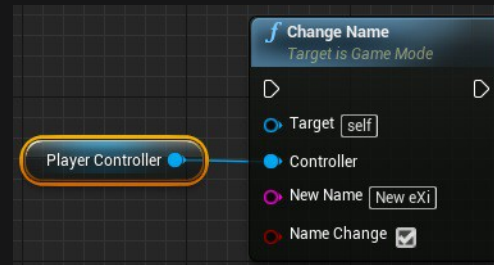 Change Name
Target is Game Mode
Target self
Player Controller
Controller
New Name New eXi
Name Change